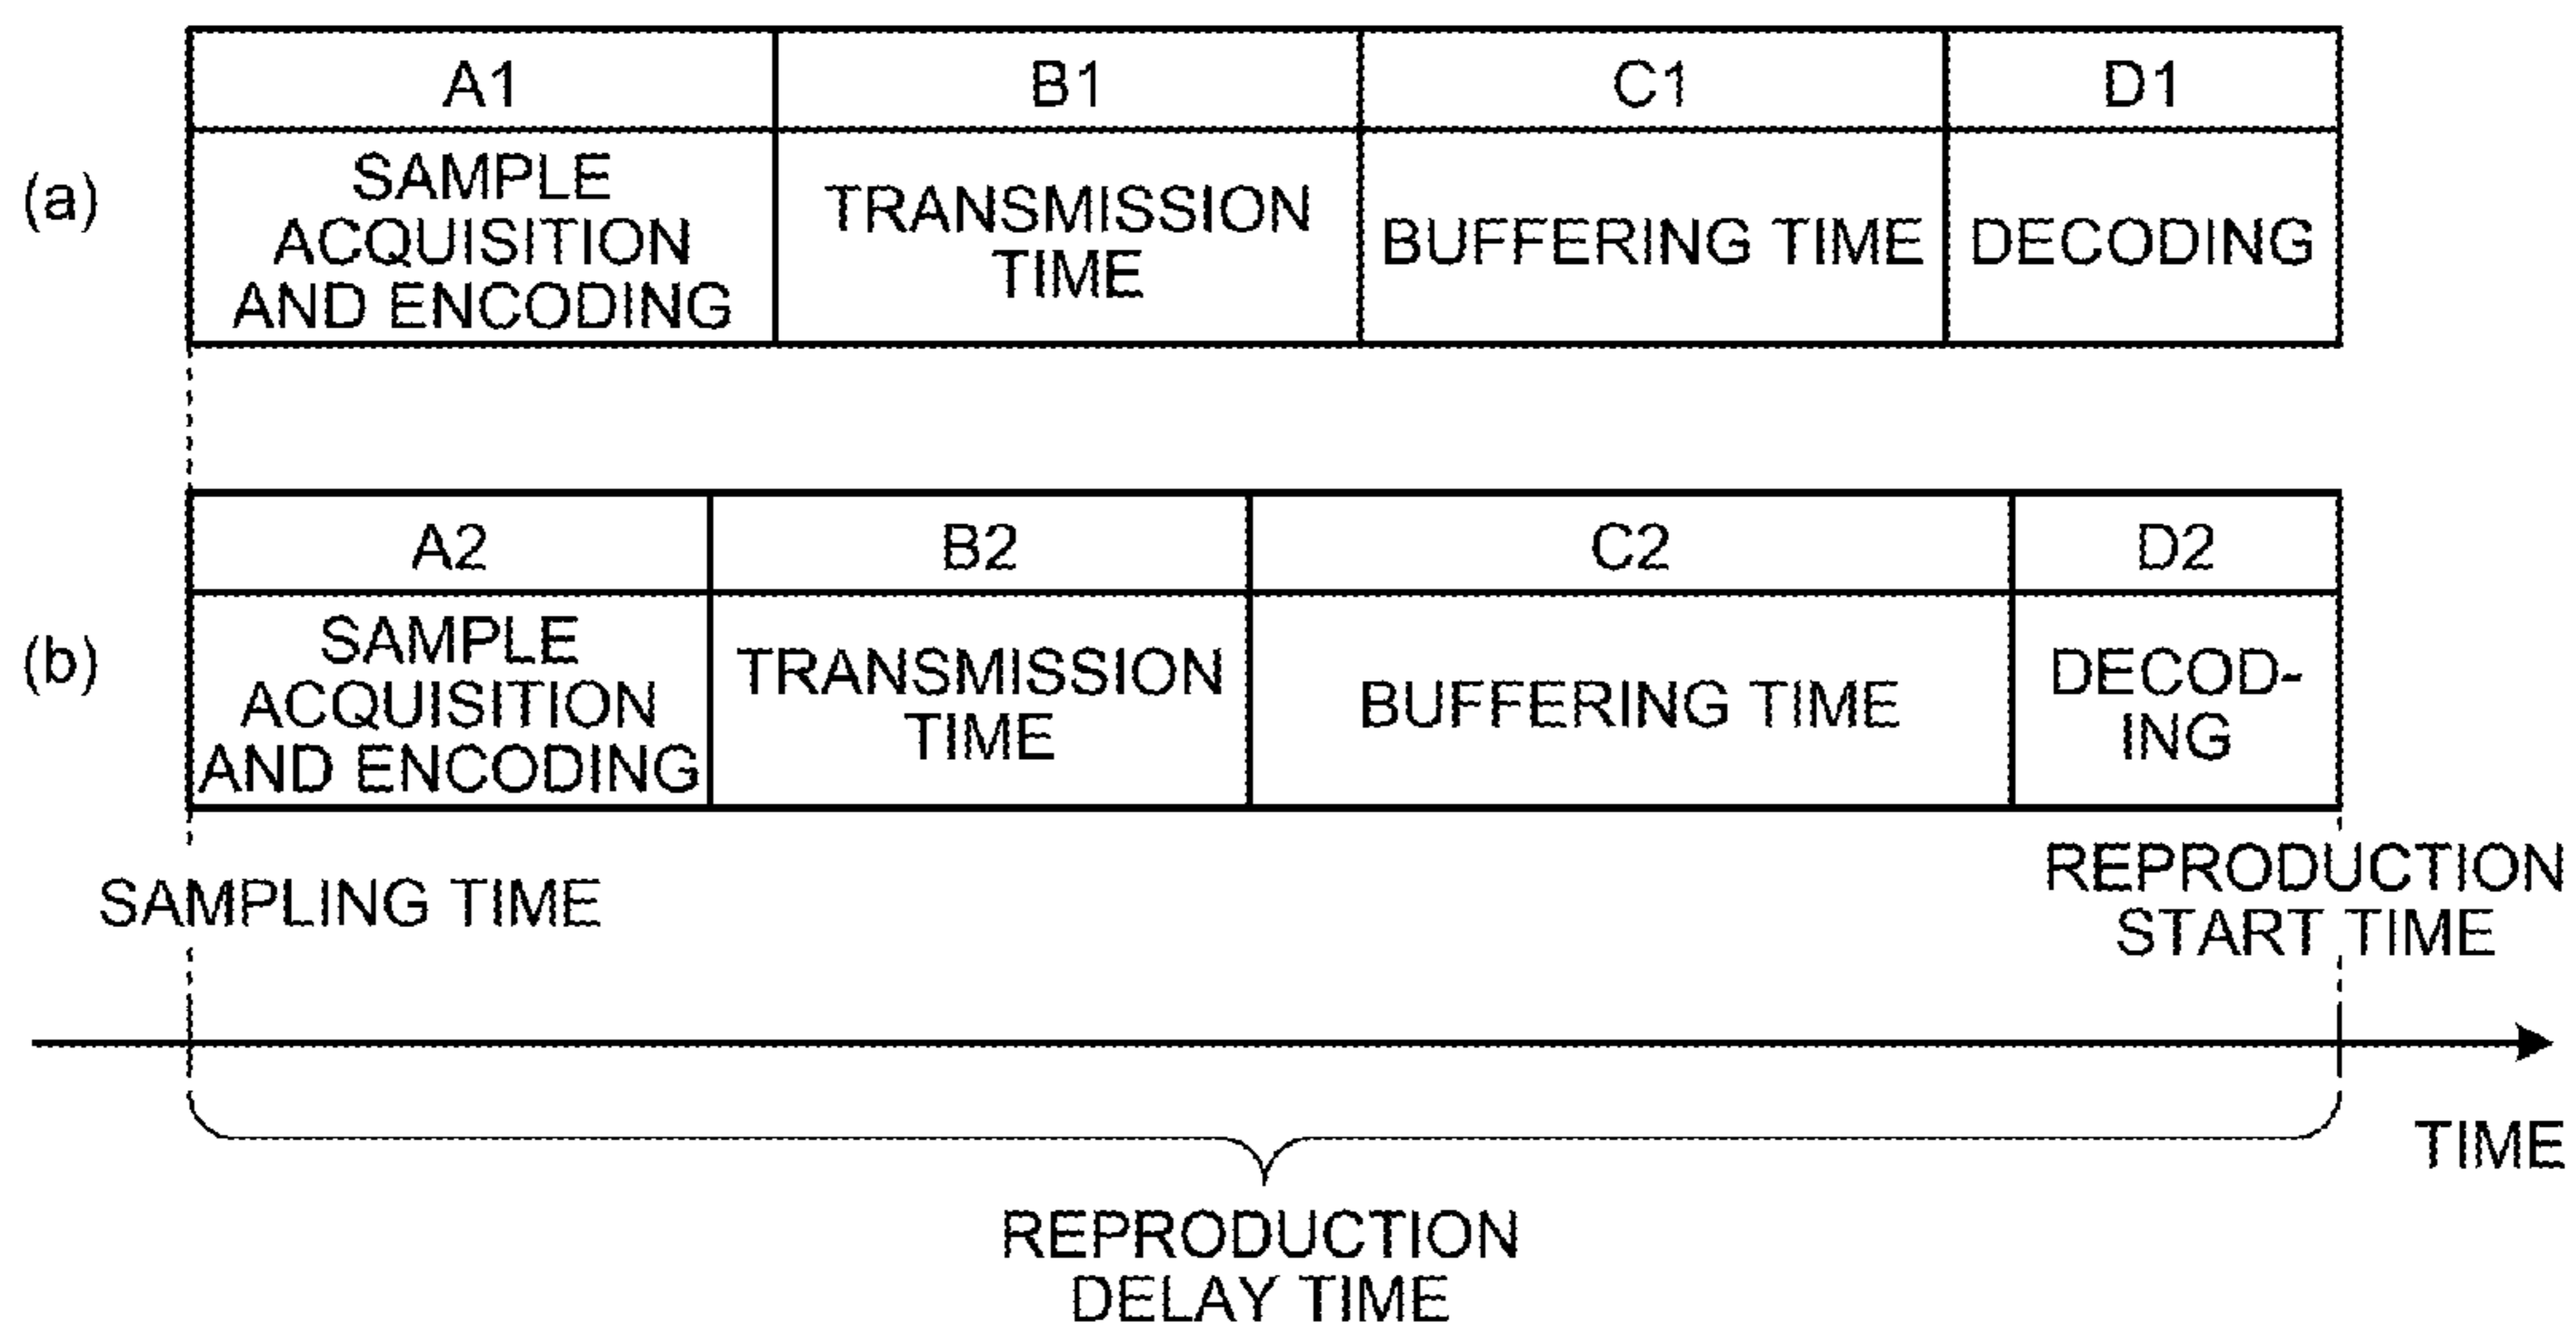 A1 B1 C1 D1
(a)
SAMPLE
ACQUISITION
AND ENCODING
TRANSMISSION
TIME
BUFFERING TIME
DECODING
A2 B2 C2 D2
(b)
SAMPLE
ACQUISITION
AND ENCODING
TRANSMISSION
TIME
BUFFERING TIME
DECOD-
ING
SAMPLING TIME
REPRODUCTION
START TIME
TIME
REPRODUCTION
DELAY TIME